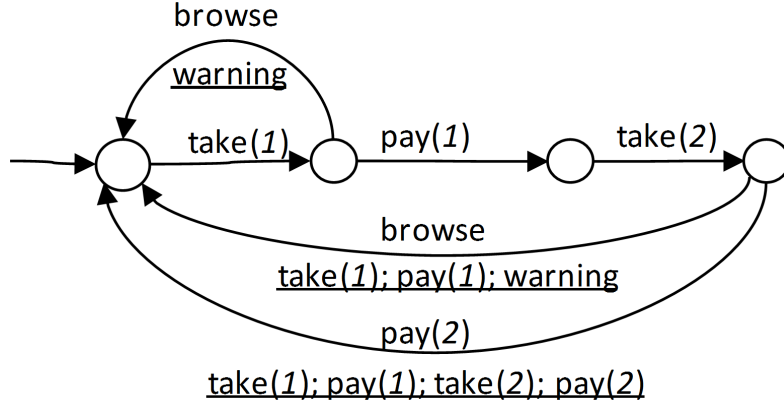 browse
warning
take(1)
pay(1)
take(2)
browse
take(1); pay(1); warning
pay(2)
take(1); pay(1); take(2); pay(2)